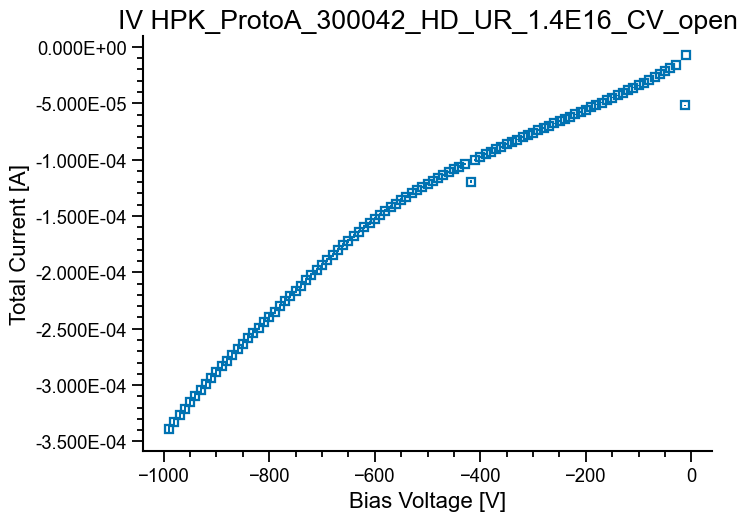 IV HPK_ProtoA_300042_HD_UR_1.4E16_CV_open
0.000E+00
-5.000E-05
-1.000E-04
-1.500E-04
-2.000E-04
-2.500E-04
-3.000E-04
-3.500E-04
Total Current [A]
−1000
−800
−600
−400
−200
0
Bias Voltage [V]